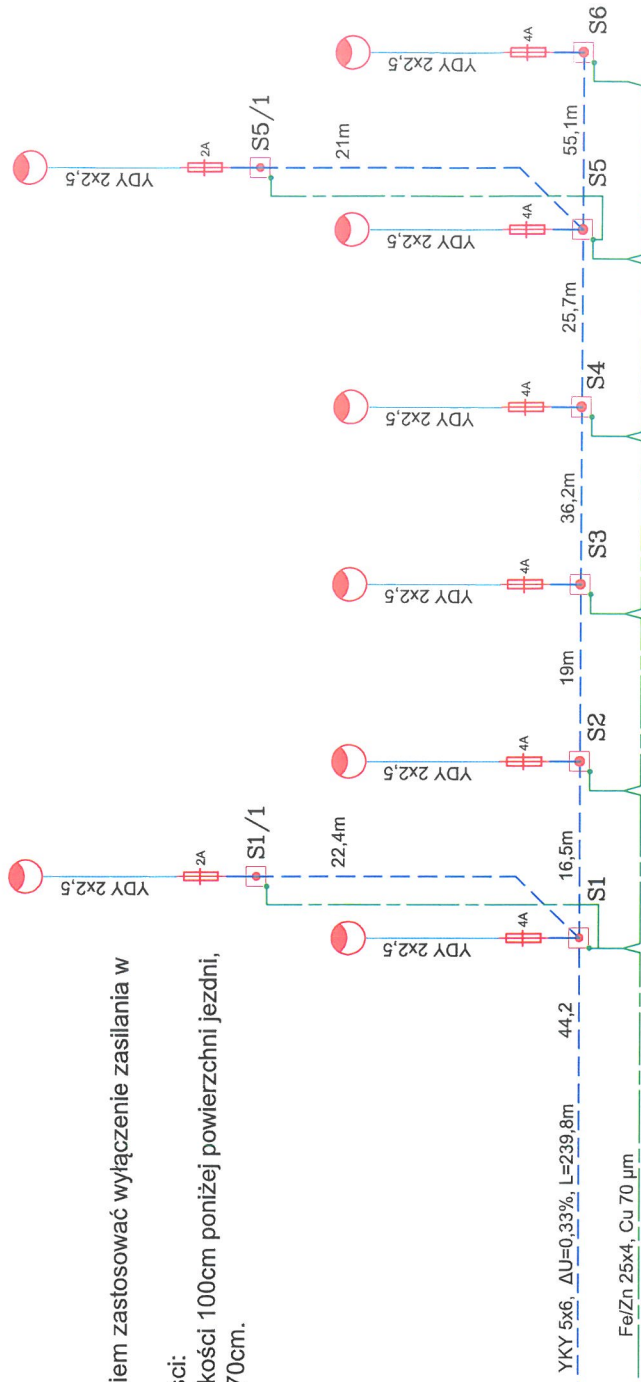 iem zastosować wyłączenie zasilania w
ści:
kości 100cm poniżej powierzchni jezdni,
70cm.
YDY 2x2,5
2A
S1/1
22,4m
YDY 2x2,5
4A
S1
YDY 2x2,5
4A
S2
YDY 2x2,5
4A
S3
YDY 2x2,5
4A
S4
YDY 2x2,5
2A
S5/1
21m
YDY 2x2,5
4A
S5
YDY 2x2,5
4A
S6
44,2
16,5m
19m
36,2m
25,7m
55,1m
YKY 5x6, ΔU=0,33%, L=239,8m
Fe/Zn 25x4, Cu 70 µm